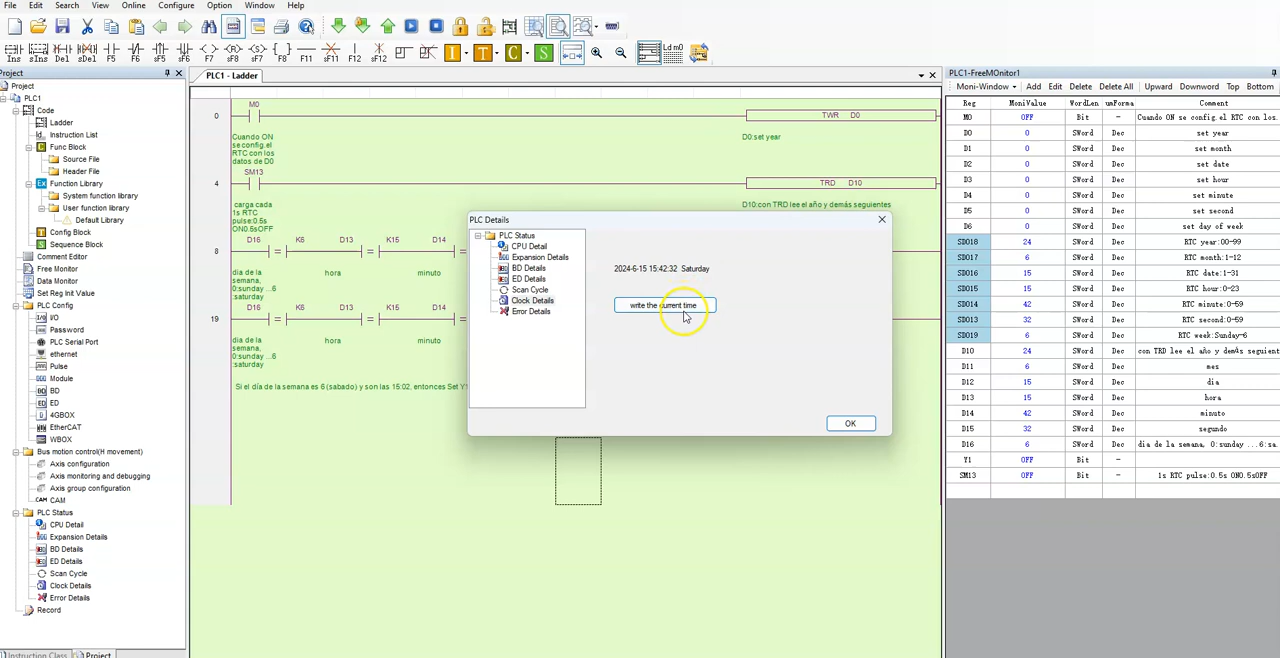 File Edit Search View Online Configure Option Window Help
Ins sIns Del sDel F5 F6 sF5 sF6 F7 sF8 sF7 F8 F11 sF11 F12 sF12 I T C S Ld m0
Project
Project
PLC1
Code
Ladder
Instruction List
Func Block
Source File
Header File
Function Library
System function library
User function library
Default Library
Config Block
Sequence Block
Comment Editor
Free Monitor
Data Monitor
Set Reg Init Value
PLC Config
I/O
Password
PLC Serial Port
ethernet
Pulse
Module
BD
ED
4GBOX
EtherCAT
WBOX
Bus motion control(H movement)
Axis configuration
Axis monitoring and debugging
Axis group configuration
CAM
PLC Status
CPU Detail
Expansion Details
BD Details
ED Details
Scan Cycle
Clock Details
Error Details
Record
Instruction Class Project
PLC1 - Ladder
0 M0 TWR D0
Cuando ON
se config.el
RTC con los
datos de D0
D0:set year
4 SM13 TRD D10
carga cada
1s RTC
pulse:0.5s
ON0.5sOFF
D10:con TRD lee el año y demás seguientes
8 D16 = K6 D13 = K15 D14 =
dia de la
semana,
0:sunday ...6
:saturday
hora
minuto
19 D16 = K6 D13 = K15 D14 =
dia de la
semana,
0:sunday ...6
:saturday
hora
minuto
Si el día de la semana es 6 (sabado) y son las 15:02, entonces Set Y1
PLC Details
PLC Status
CPU Detail
Expansion Details
BD Details
ED Details
Scan Cycle
Clock Details
Error Details
2024-6-15 15:42:32 Saturday
write the current time
OK
PLC1-FreeMOnitor1
Moni-Window Add Edit Delete Delete All Upward Downword Top Bottom
Reg MoniValue WordLen umForma Comment
M0 OFF Bit - Cuando ON se config.el RTC con los.
D0 0 SWord Dec set year
D1 0 SWord Dec set month
D2 0 SWord Dec set date
D3 0 SWord Dec set hour
D4 0 SWord Dec set minute
D5 0 SWord Dec set second
D6 0 SWord Dec set day of week
SD018 24 SWord Dec RTC year:00-99
SD017 6 SWord Dec RTC month:1-12
SD016 15 SWord Dec RTC date:1-31
SD015 15 SWord Dec RTC hour:0-23
SD014 42 SWord Dec RTC minute:0-59
SD013 32 SWord Dec RTC second:0-59
SD019 6 SWord Dec RTC week:Sunday-6
D10 24 SWord Dec con TRD lee el año y demÁs seguient
D11 6 SWord Dec mes
D12 15 SWord Dec dia
D13 15 SWord Dec hora
D14 42 SWord Dec minuto
D15 32 SWord Dec segundo
D16 6 SWord Dec dia de la semana, 0:sunday ...6:sa.
Y1 OFF Bit -
SM13 OFF Bit - 1s RTC pulse:0.5s ON0.5sOFF